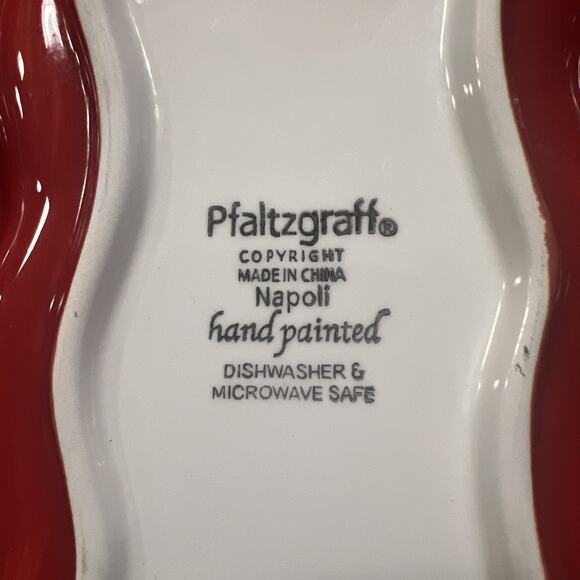 Pfaltzgraff®
COPYRIGHT
MADE IN CHINA
Napoli
hand painted
DISHWASHER &
MICROWAVE SAFE